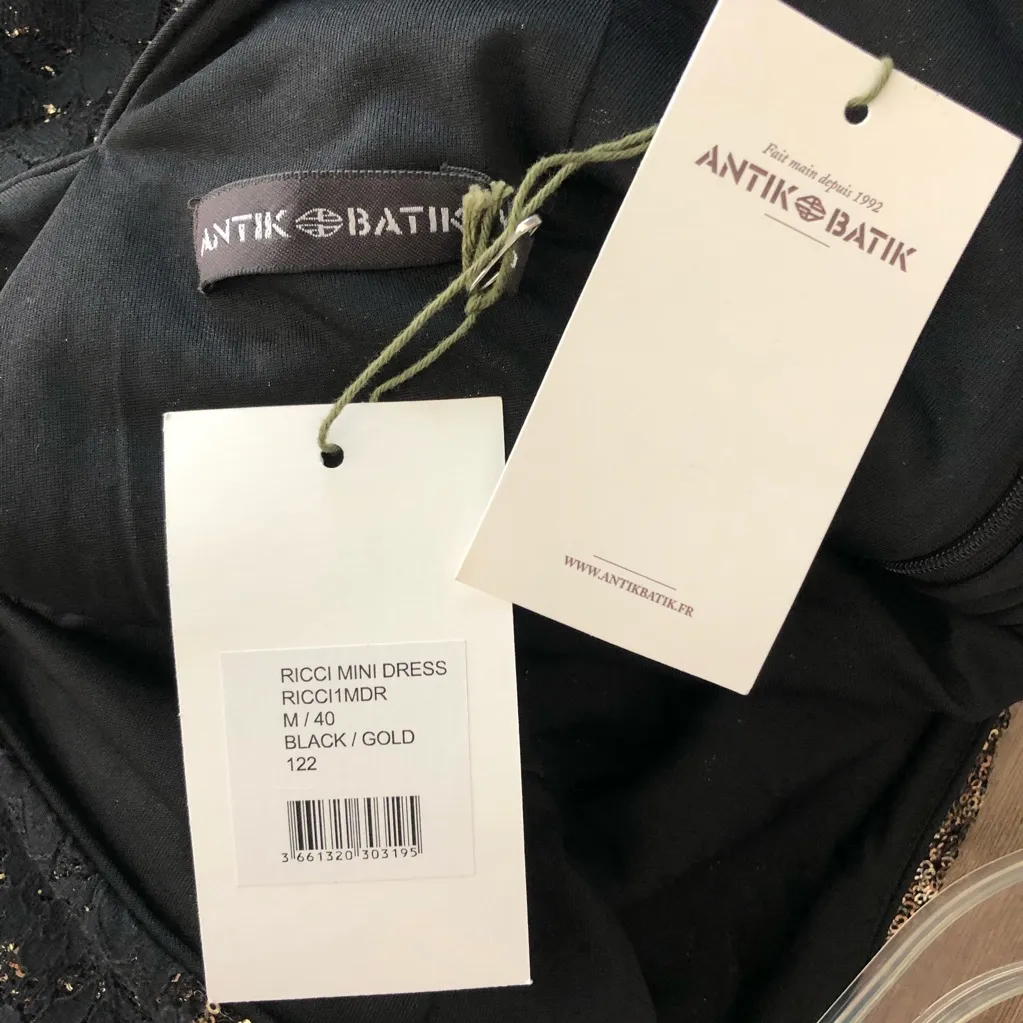 ANTIK BATIK
Fait main depuis 1992
ANTIK BATIK
WWW.ANTIKBATIK.FR
RICCI MINI DRESS
RICCI1MDR
M / 40
BLACK / GOLD
122
3 661320 303195